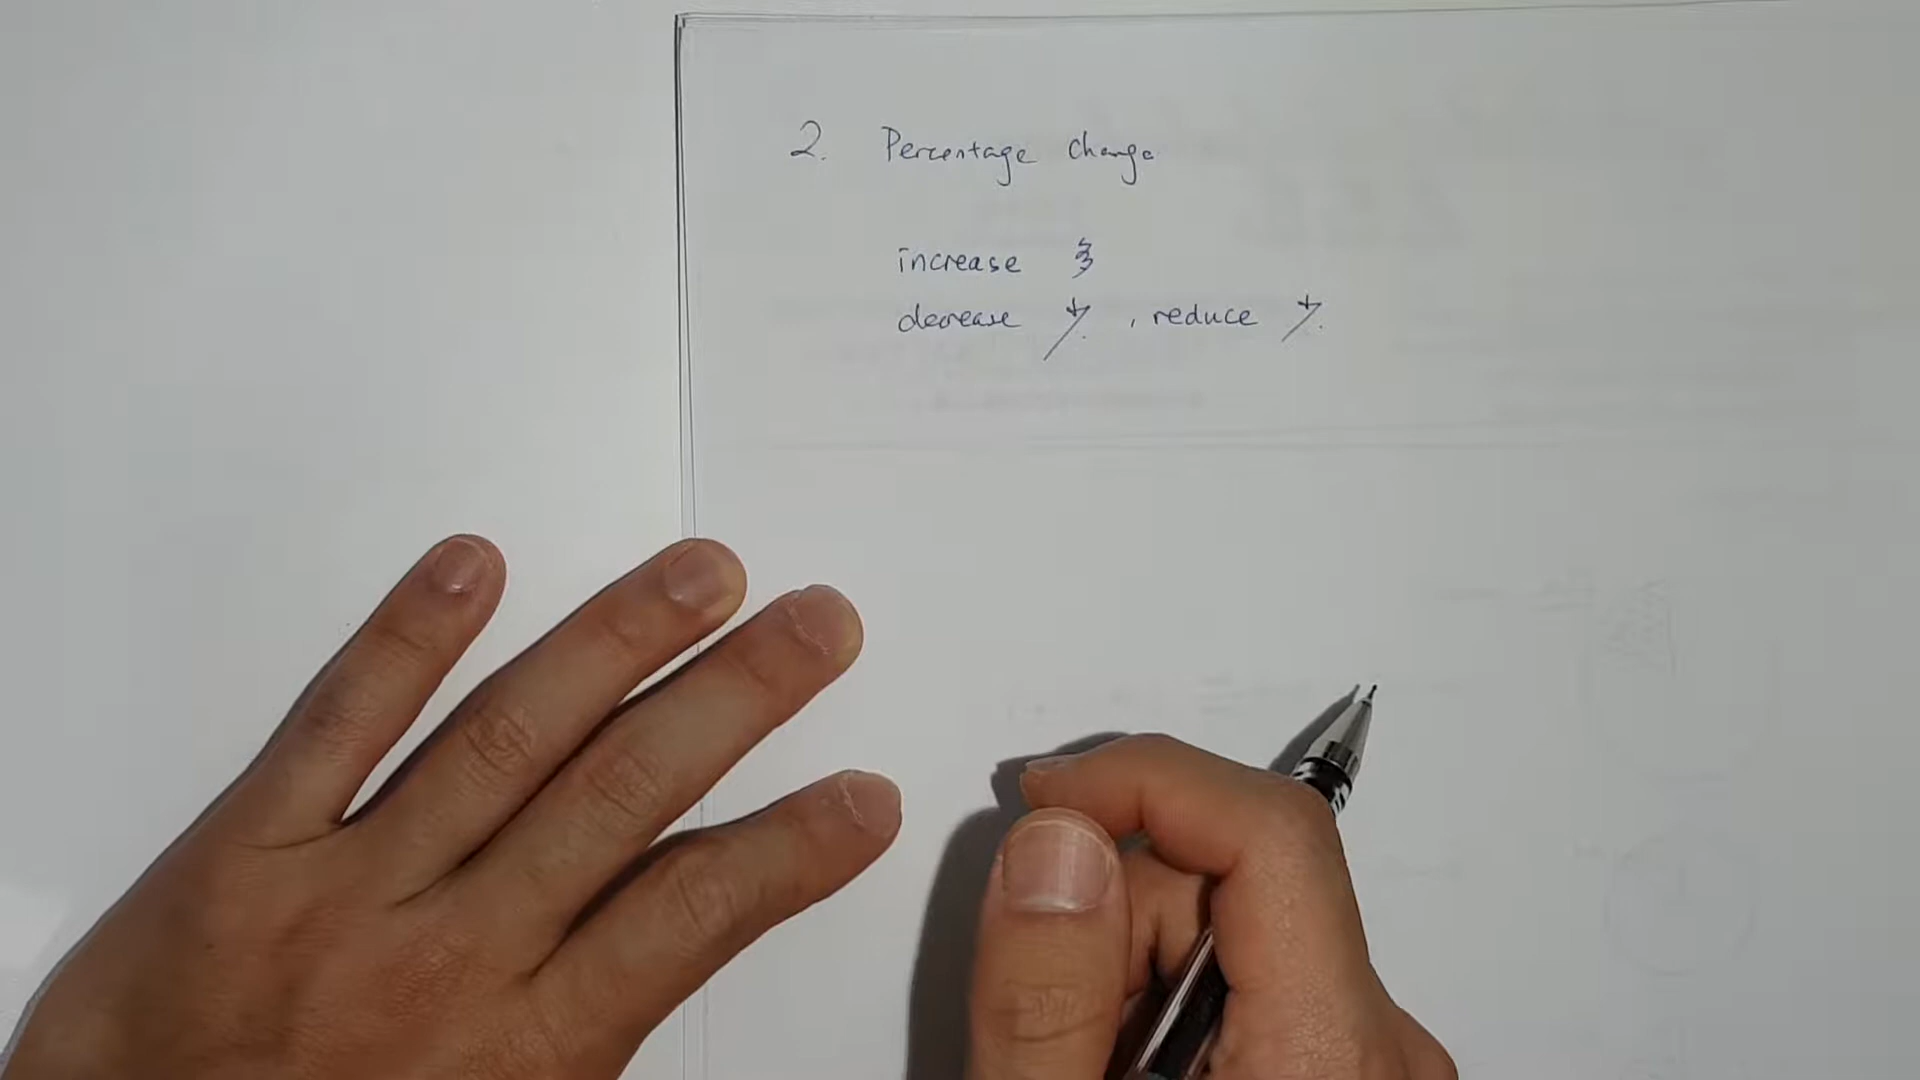 2. Percentage Change
increase 多
decrease 少, reduce 少